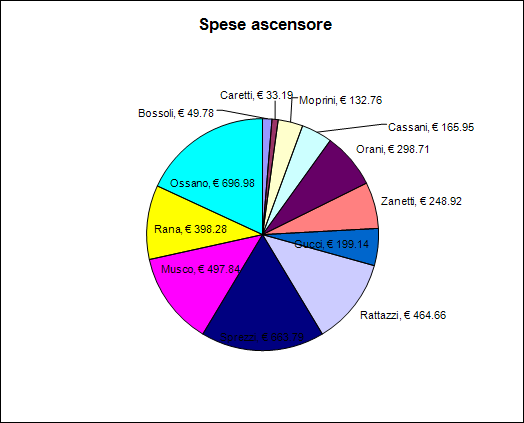 Spese ascensore
Caretti, € 33.19
Moprini, € 132.76
Bossoli, € 49.78
Cassani, € 165.95
Orani, € 298.71
Ossano, € 696.98
Zanetti, € 248.92
Rana, € 398.28
Gucci, € 199.14
Musco, € 497.84
Rattazzi, € 464.66